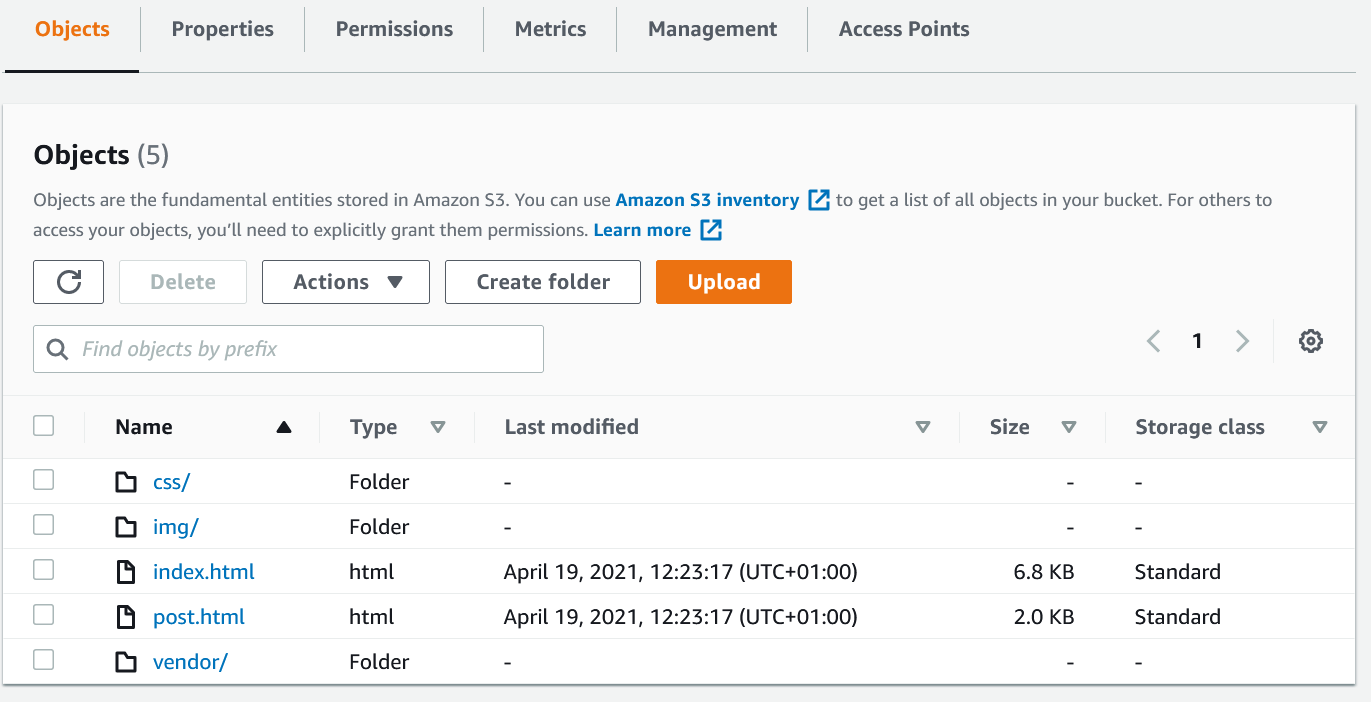 Objects Properties Permissions Metrics Management Access Points
Objects (5)
Objects are the fundamental entities stored in Amazon S3. You can use Amazon S3 inventory to get a list of all objects in your bucket. For others to
access your objects, you'll need to explicitly grant them permissions. Learn more
Delete Actions Create folder Upload
Find objects by prefix 1
Name Type Last modified Size Storage class
css/ Folder - - -
img/ Folder - - -
index.html html April 19, 2021, 12:23:17 (UTC+01:00) 6.8 KB Standard
post.html html April 19, 2021, 12:23:17 (UTC+01:00) 2.0 KB Standard
vendor/ Folder - - -